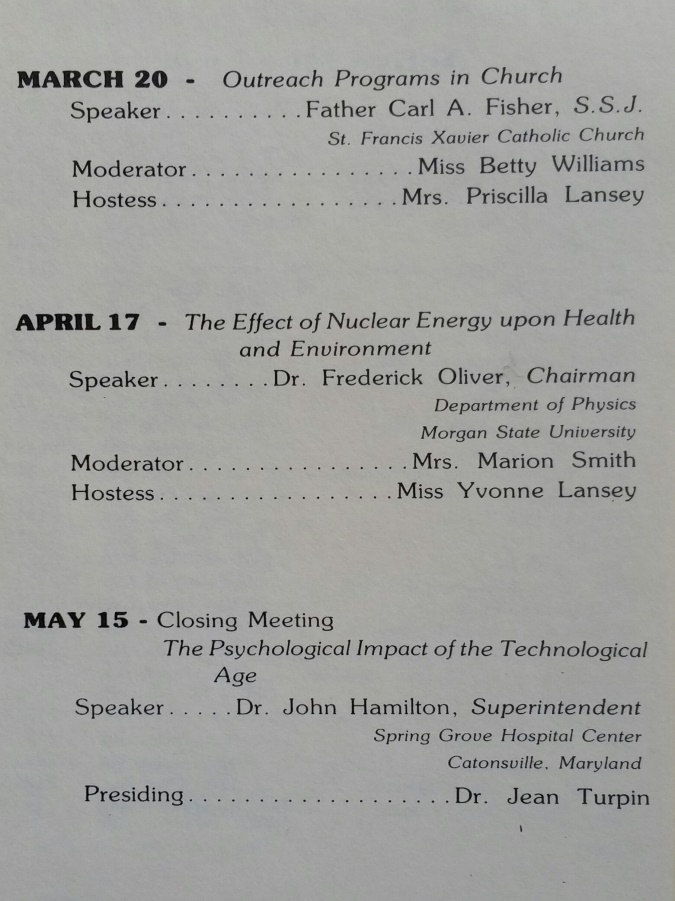 MARCH 20 - Outreach Programs in Church
Speaker..........Father Carl A. Fisher, S.S.J.
St. Francis Xavier Catholic Church
Moderator................Miss Betty Williams
Hostess.................Mrs. Priscilla Lansey
APRIL 17 - The Effect of Nuclear Energy upon Health
and Environment
Speaker........Dr. Frederick Oliver, Chairman
Department of Physics
Morgan State University
Moderator................Mrs. Marion Smith
Hostess.................Miss Yvonne Lansey
MAY 15 - Closing Meeting
The Psychological Impact of the Technological
Age
Speaker.....Dr. John Hamilton, Superintendent
Spring Grove Hospital Center
Catonsville, Maryland
Presiding...................Dr. Jean Turpin